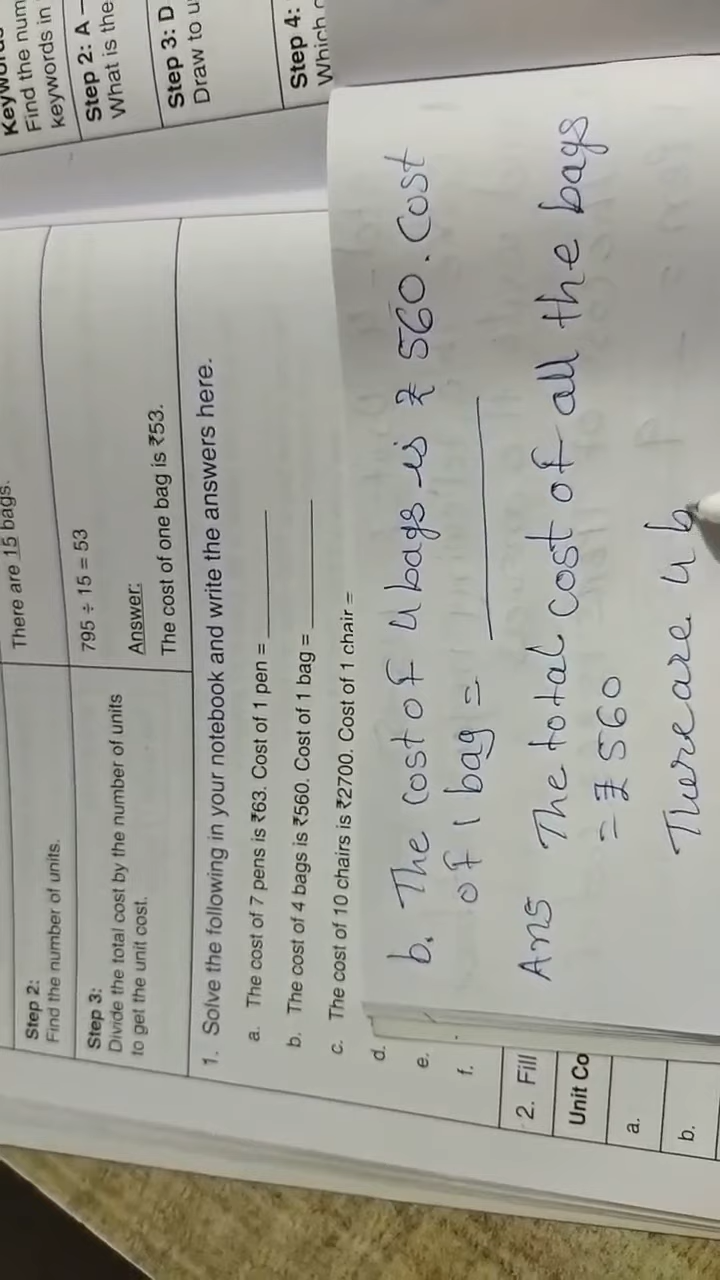 There are 15 bags.
Step 2:
Find the number of units.
Step 3:
Divide the total cost by the number of units
to get the unit cost.
795 ÷ 15 = 53
Answer:
The cost of one bag is ₹53.
1. Solve the following in your notebook and write the answers here.
a. The cost of 7 pens is ₹63. Cost of 1 pen =
b. The cost of 4 bags is ₹560. Cost of 1 bag =
c. The cost of 10 chairs is ₹2700. Cost of 1 chair =
d.
e.
f.
2. Fill
Unit Co
a.
b.
Find the num
keywords in
Step 2: A –
What is the
Step 3: D
Draw to u
Step 4:
Which
b. The cost of 4 bags is ₹ 560. Cost
of 1 bag =
Ans The total cost of all the bags
= ₹ 560
There are 4 b